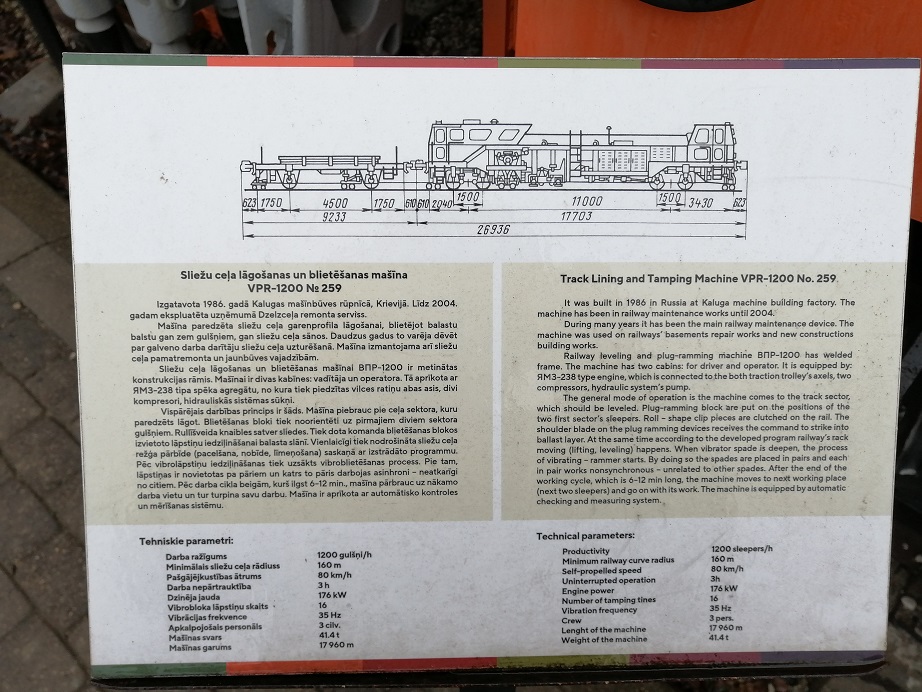 623 1750 4500 1750 610 610 2040 1500 11000 1500 3430 623
9233 17703
26936
Sliežu ceļa lāgošanas un blietēšanas mašīna
VPR-1200 № 259
Izgatavota 1986. gadā Kalugas mašīnbūves rūpnīcā, Krievijā. Līdz 2004.
gadam ekspluatēta uzņēmumā Dzelzceļa remonta serviss.
Mašīna paredzēta sliežu ceļa garenprofila lāgošanai, blietējot balastu
balstu gan zem gulšņiem, gan sliežu ceļa sānos. Daudzus gadus to varēja dēvēt
par galveno darītāju sliežu ceļa uzturēšanā. Mašīna izmantojama arī sliežu
ceļa pamatremonta un jaunbūves vajadzībām.
Sliežu ceļa lāgošanas un blietēšanas mašīnai ВПР-1200 ir metinātas
konstrukcijas rāmis. Mašīnai ir divas kabīnes: vadītāja un operatora. Tā aprīkota ar
ЯМЗ-238 tipa spēka agregātu, no kura tiek piedzītas vilces ratiņu abas asis, divi
kompresori, hidrauliskās sistēmas sūkņi.
Vispārējais darbības princips ir šāds. Mašīna piebrauc pie ceļa sektora, kuru
paredzēts lāgot. Blietēšanas bloki tiek noorientēti uz pirmajiem diviem sektora
gulšņiem. Rullīšveida knaibles satver sliedes. Tiek dota komanda blietēšanas blokos
izvietoto lāpstiņu iedziļināšanai balasta slānī. Vienlaicīgi tiek nodrošināta sliežu ceļa
režģa pārbīde (pacelšana, nobīde, līmeņošana) saskaņā ar izstrādāto programmu.
Pēc vibrolāpstiņu iedziļināšanas tiek uzsākts vibroblietēšanas process. Pie tam,
lāpstiņas ir novietotas pa pāriem un katrs to pāris darbojas asinhroni – neatkarīgi
no citiem. Pēc darba cikla beigām, kurš ilgst 6–12 min., mašīna pārbrauc uz nākamo
darba vietu un tur turpina savu darbu. Mašīna ir aprīkota ar automātisko kontroles
un mērīšanas sistēmu.
Track Lining and Tamping Machine VPR-1200 No. 259
It was built in 1986 in Russia at Kaluga machine building factory. The
machine has been in railway maintenance works until 2004.
During many years it has been the main railway maintenance device. The
machine was used on railways' basements repair works and new constructions
building works.
Railway leveling and plug-ramming machine ВПР-1200 has welded
frame. The machine has two cabins: for driver and operator. It is equipped by:
ЯМЗ-238 type engine, which is connected to the both traction trolley's axels, two
compressors, hydraulic system's pump.
The general mode of operation is the machine comes to the track sector,
which should be leveled. Plug-ramming block are put on the positions of the
two first sector's sleepers. Roll – shape clip pieces are clutched on the rail. The
shoulder blade on the plug ramming devices receives the command to strike into
ballast layer. At the same time according to the developed program railway's track
moving (lifting, leveling) happens. When vibrator spade is deepen, the process
of vibrating – rammer starts. By doing so the spades are placed in pairs and each
in pair works nonsynchronous – unrelated to other spades. After the end of the
working cycle, which is 6–12 min long, the machine moves to next working place
(next two sleepers) and go on with its work. The machine is equipped by automatic
checking and measuring system.
Tehniskie parametri:
Darba ražīgums 1200 gulšņi/h
Minimālais sliežu ceļa rādiuss 160 m
Pašgājējkustības ātrums 80 km/h
Darba nepārtrauktība 3 h
Dzinēja jauda 176 kW
Vibrobloka lāpstiņu skaits 16
Vibrācijas frekvence 35 Hz
Apkalpojošais personāls 3 cilv.
Mašīnas svars 41.4 t
Mašīnas garums 17 960 m
Technical parameters:
Productivity 1200 sleepers/h
Minimum railway curve radius 160 m
Self-propelled speed 80 km/h
Uninterrupted operation 3h
Engine power 176 kW
Number of tamping tines 16
Vibration frequency 35 Hz
Crew 3 pers.
Lenght of the machine 17 960 m
Weight of the machine 41.4t